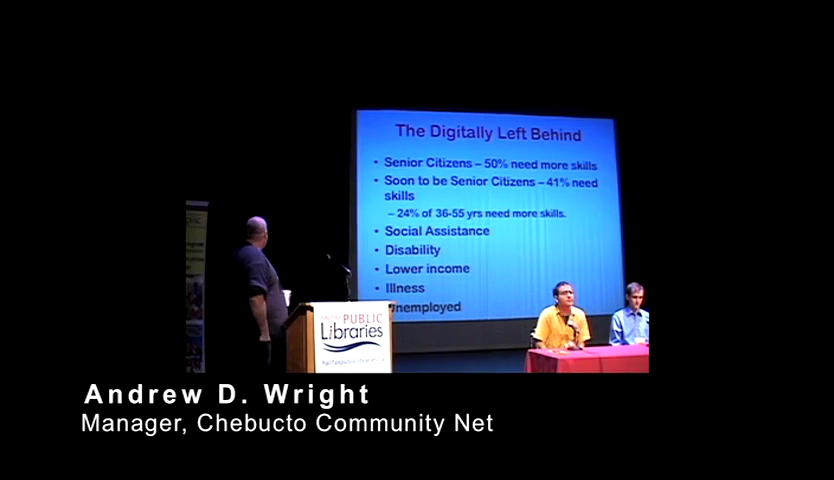 The Digitally Left Behind
• Senior Citizens – 50% need more skills
• Soon to be Senior Citizens – 41% need
skills
– 24% of 36-55 yrs need more skills.
• Social Assistance
• Disability
• Lower income
• Illness
Unemployed
PUBLIC
Libraries
Andrew D. Wright
Manager, Chebucto Community Net